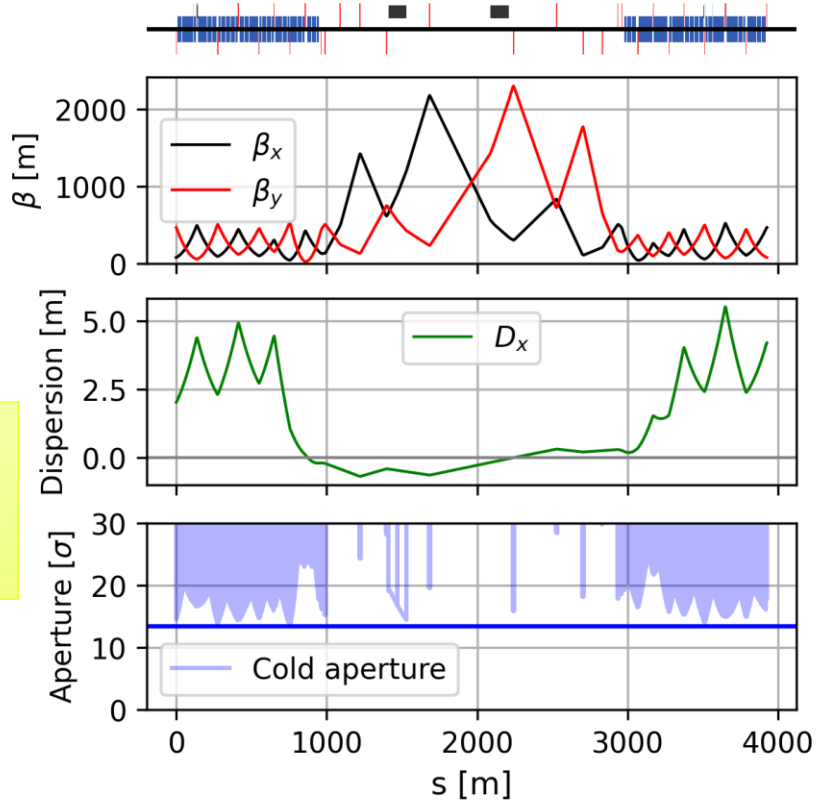 β [m]
2000
1000
0
βx
βy
Dispersion [m]
5.0
2.5
0.0
Dx
Aperture [σ]
30
20
10
0
Cold aperture
0 1000 2000 3000 4000
s [m]